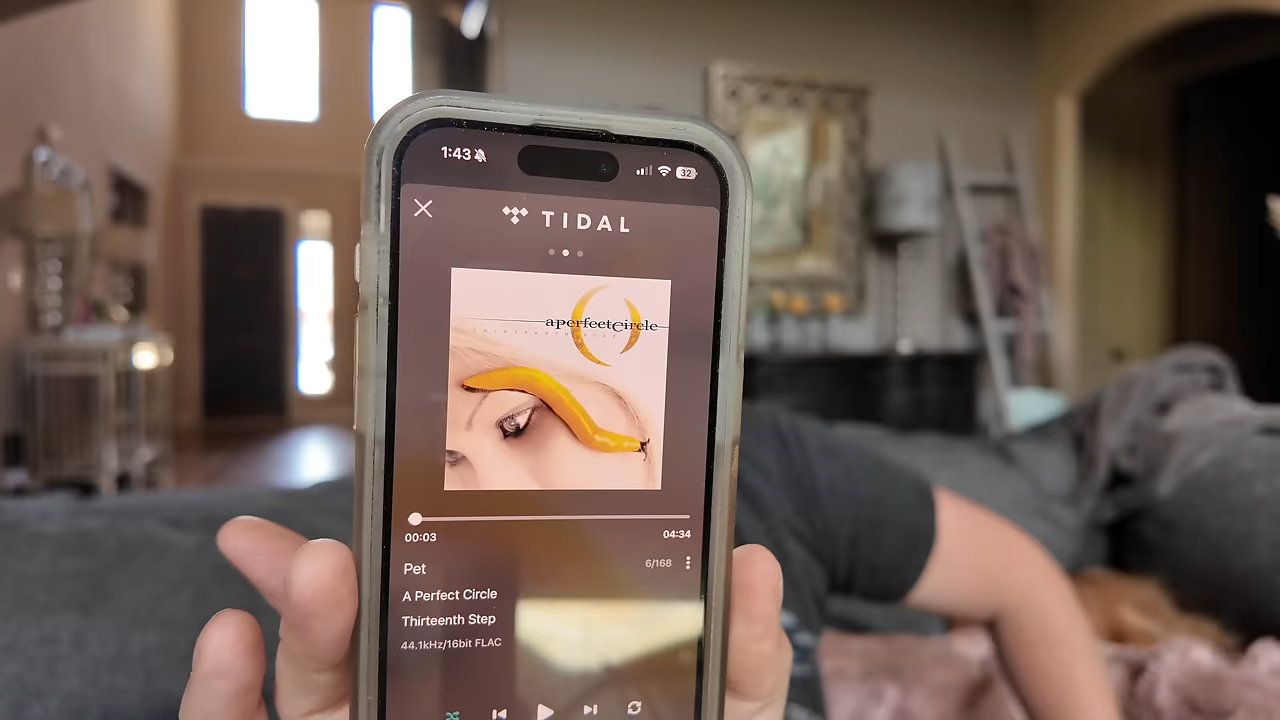 1:43
32
TIDAL
aperfectcircle
00:03
04:34
Pet
6/168
A Perfect Circle
Thirteenth Step
44.1kHz/16bit FLAC